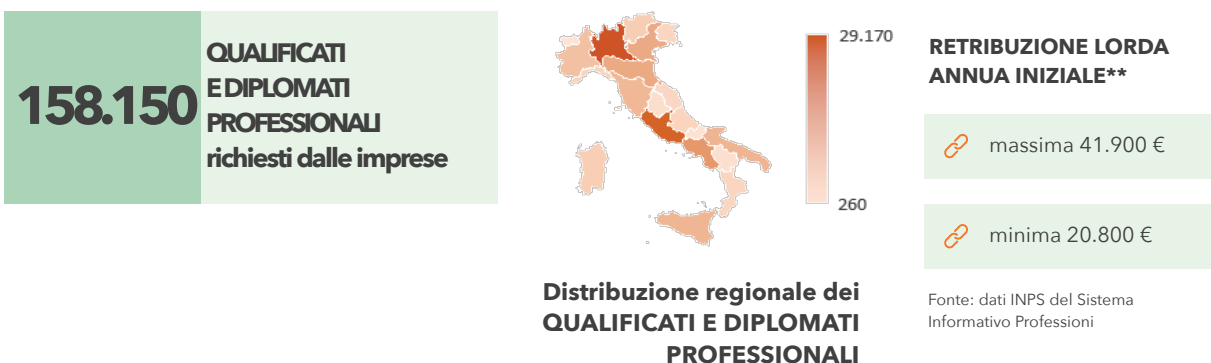 158.150
QUALIFICATI
E DIPLOMATI
PROFESSIONALI
richiesti dalle imprese
29.170
260
Distribuzione regionale dei
QUALIFICATI E DIPLOMATI
PROFESSIONALI
RETRIBUZIONE LORDA
ANNUA INIZIALE**
massima 41.900 €
minima 20.800 €
Fonte: dati INPS del Sistema
Informativo Professioni